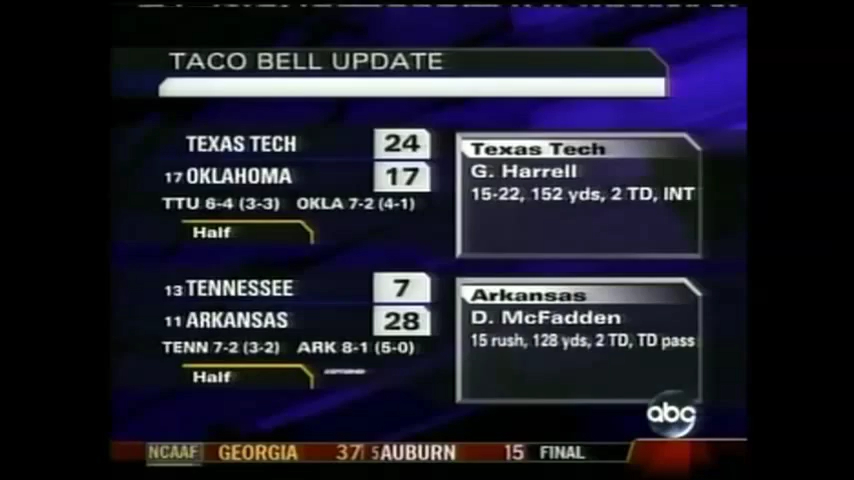 TACO BELL UPDATE
TEXAS TECH 24
17 OKLAHOMA 17
TTU 6-4 (3-3) OKLA 7-2 (4-1)
Half
Texas Tech
G. Harrell
15-22, 152 yds, 2 TD, INT
13 TENNESSEE 7
11 ARKANSAS 28
TENN 7-2 (3-2) ARK 8-1 (5-0)
Half
Arkansas
D. McFadden
15 rush, 128 yds, 2 TD, TD pass
abc
NCAAF GEORGIA 37 5 AUBURN 15 FINAL